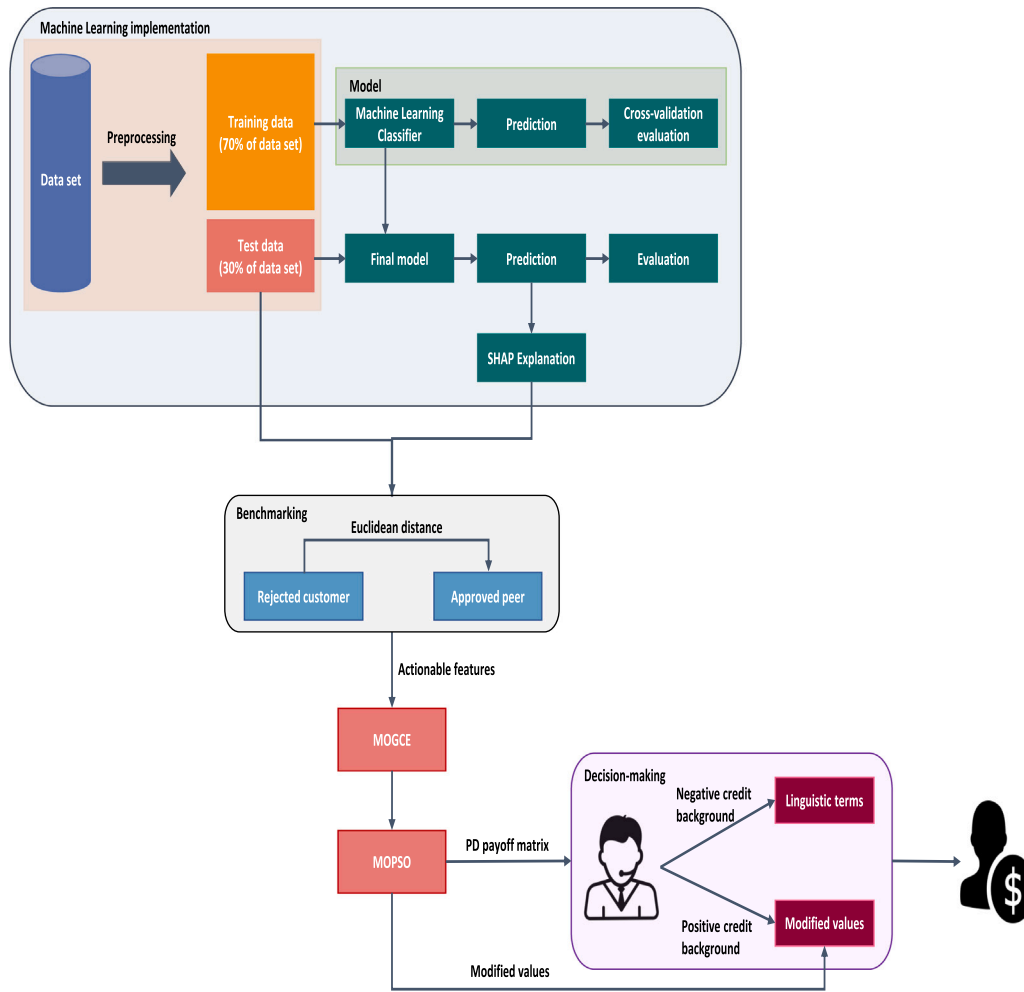 Machine Learning implementation
Data set
Preprocessing
Training data
(70% of data set)
Test data
(30% of data set)
Model
Machine Learning
Classifier
Prediction
Cross-validation
evaluation
Final model
Prediction
Evaluation
SHAP Explanation
Benchmarking
Euclidean distance
Rejected customer
Approved peer
Actionable features
MOGCE
MOPSO
PD payoff matrix
Decision-making
Negative credit
background
Linguistic terms
Positive credit
background
Modified values
Modified values
$